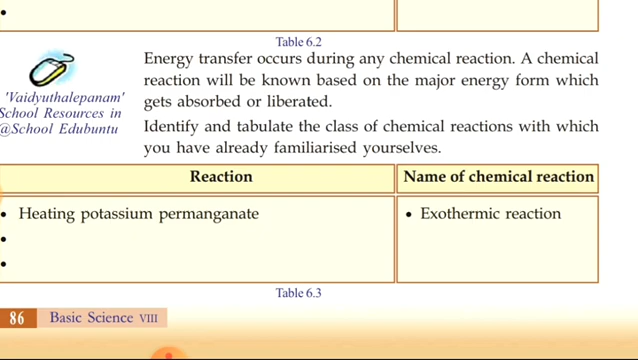 Table 6.2
Energy transfer occurs during any chemical reaction. A chemical
reaction will be known based on the major energy form which
gets absorbed or liberated.
'Vaidyuthalepanam'
School Resources in
@School Edubuntu
Identify and tabulate the class of chemical reactions with which
you have already familiarised yourselves.
Reaction
Name of chemical reaction
• Heating potassium permanganate
• Exothermic reaction
•
•
Table 6.3
86
Basic Science VIII